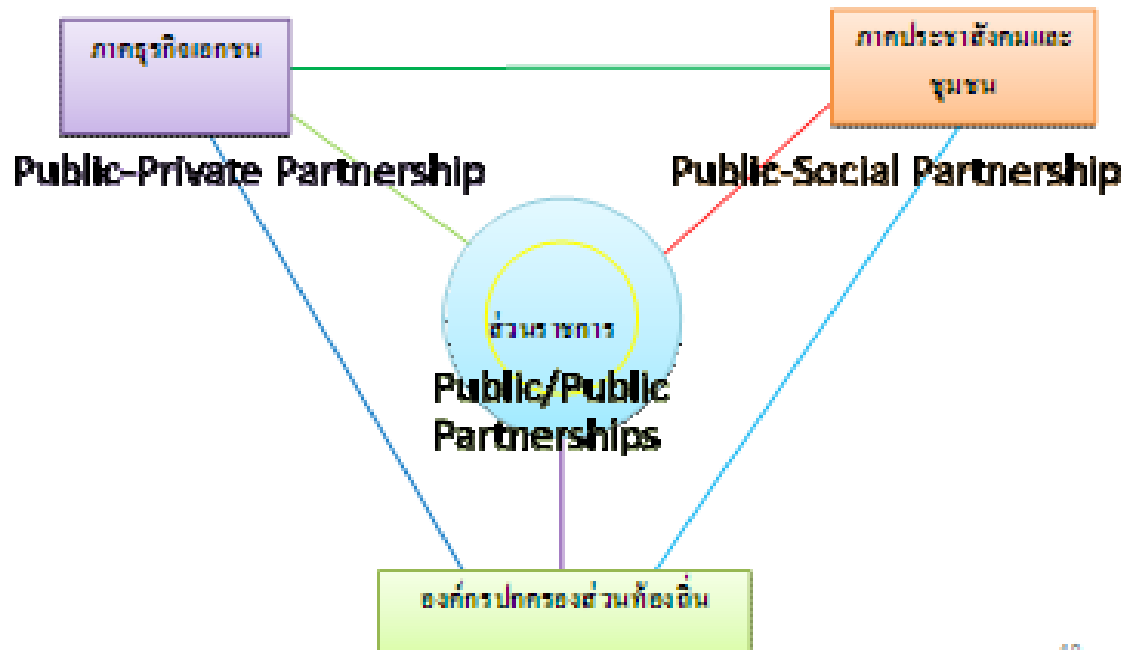 ภาคธุรกิจเอกชน
ภาคประชาสังคมและ
ชุมชน
Public-Private Partnership
Public-Social Partnership
ส่วนราชการ
Public/Public
Partnerships
องค์กรปกครองส่วนท้องถิ่น